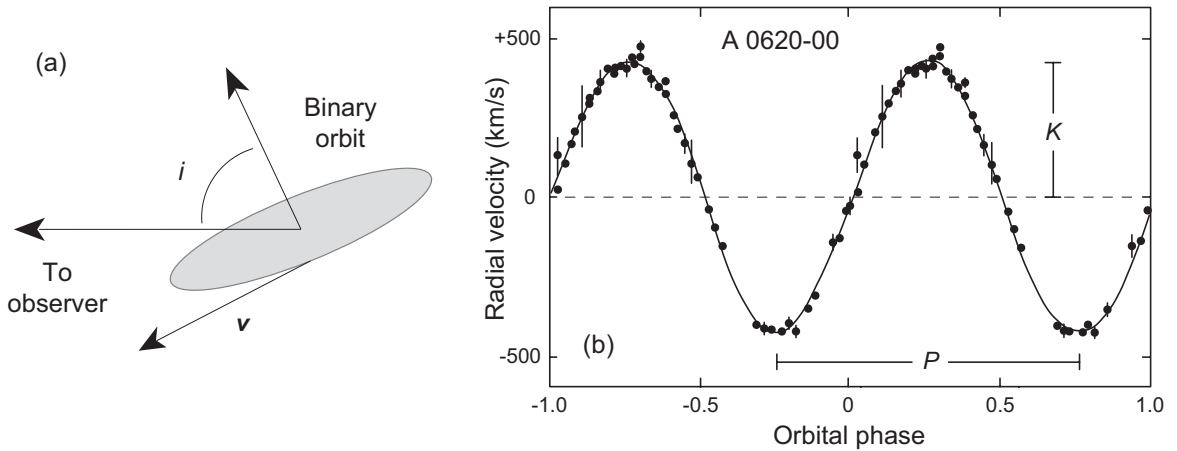 (a)
Binary
orbit
i
To
observer
v
A 0620-00
+500
0
-500
Radial velocity (km/s)
K
P
(b)
-1.0 -0.5 0 0.5 1.0
Orbital phase